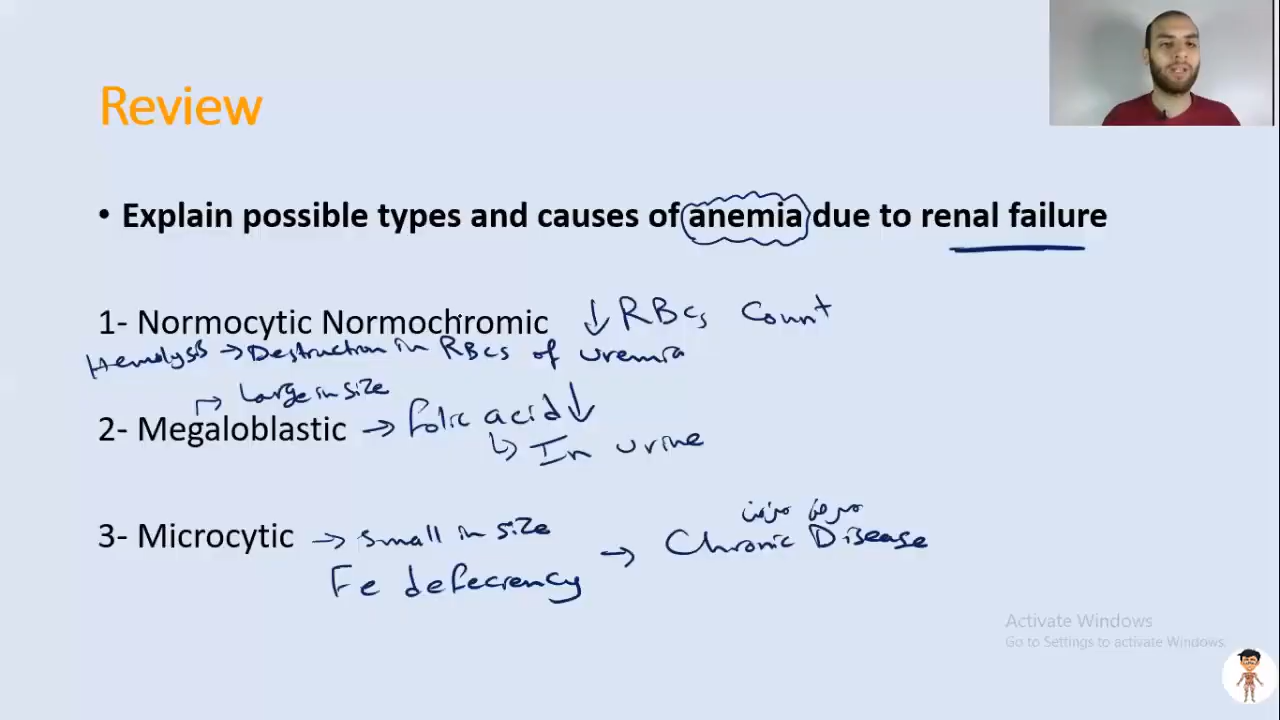 Review
• Explain possible types and causes of anemia due to renal failure
1- Normocytic Normochromic ↓ RBCs Count
Hemolysis → Destruction in RBCs of uremia
↱ Large in size
2- Megaloblastic → folic acid ↓
↳ In urine
3- Microcytic → small in size
مرض مزمن
Fe defeciency → Chronic Disease
Activate Windows
Go to Settings to activate Windows.